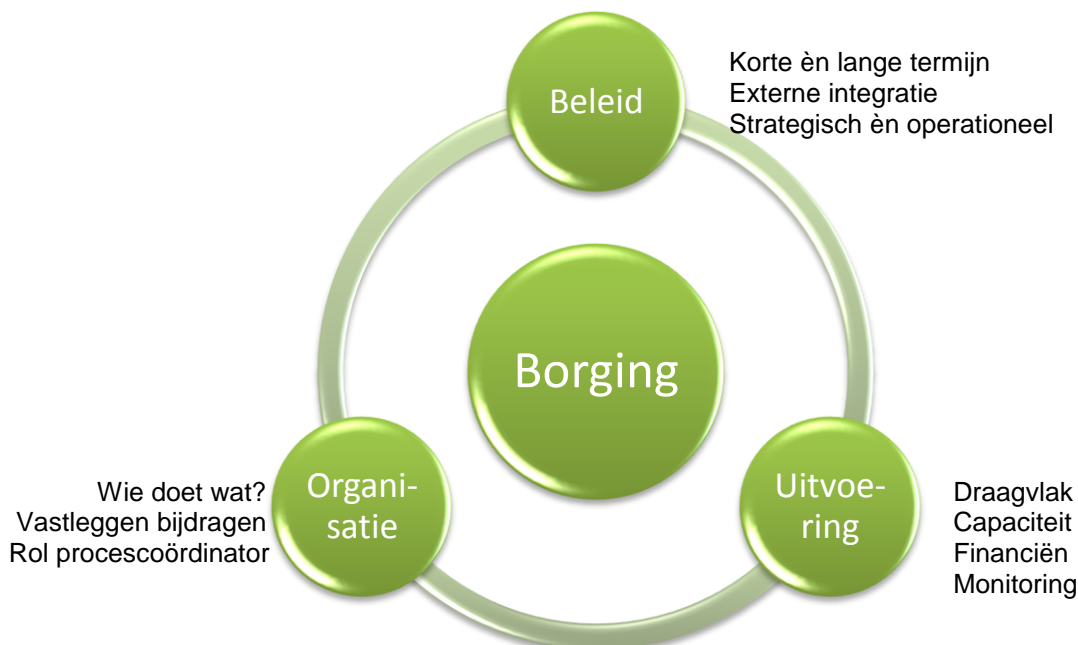 Beleid
Korte èn lange termijn
Externe integratie
Strategisch èn operationeel
Borging
Wie doet wat?
Vastleggen bijdragen
Rol procescoördinator
Organi-
satie
Uitvoe-
ring
Draagvlak
Capaciteit
Financiën
Monitoring